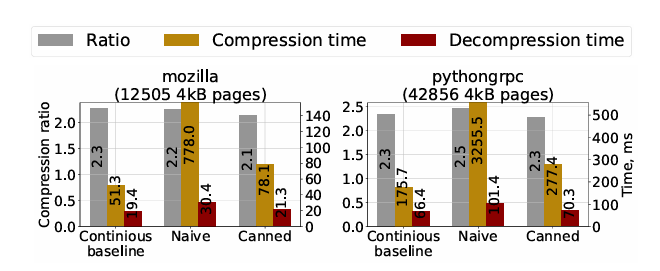 Ratio Compression time Decompression time
mozilla
(12505 4kB pages)
Compression ratio
2.0
1.5
1.0
0.5
0.0
2.3
51.3
19.4
2.2
778.0
30.4
2.1
78.1
21.3
140
120
100
80
60
40
20
0
Continious
baseline
Naive
Canned
pythongrpc
(42856 4kB pages)
2.5
2.0
1.5
1.0
0.5
0.0
2.3
175.7
66.4
2.5
3255.5
101.4
2.3
277.4
70.3
500
400
300
200
100
0
Time, ms
Continious
baseline
Naive
Canned